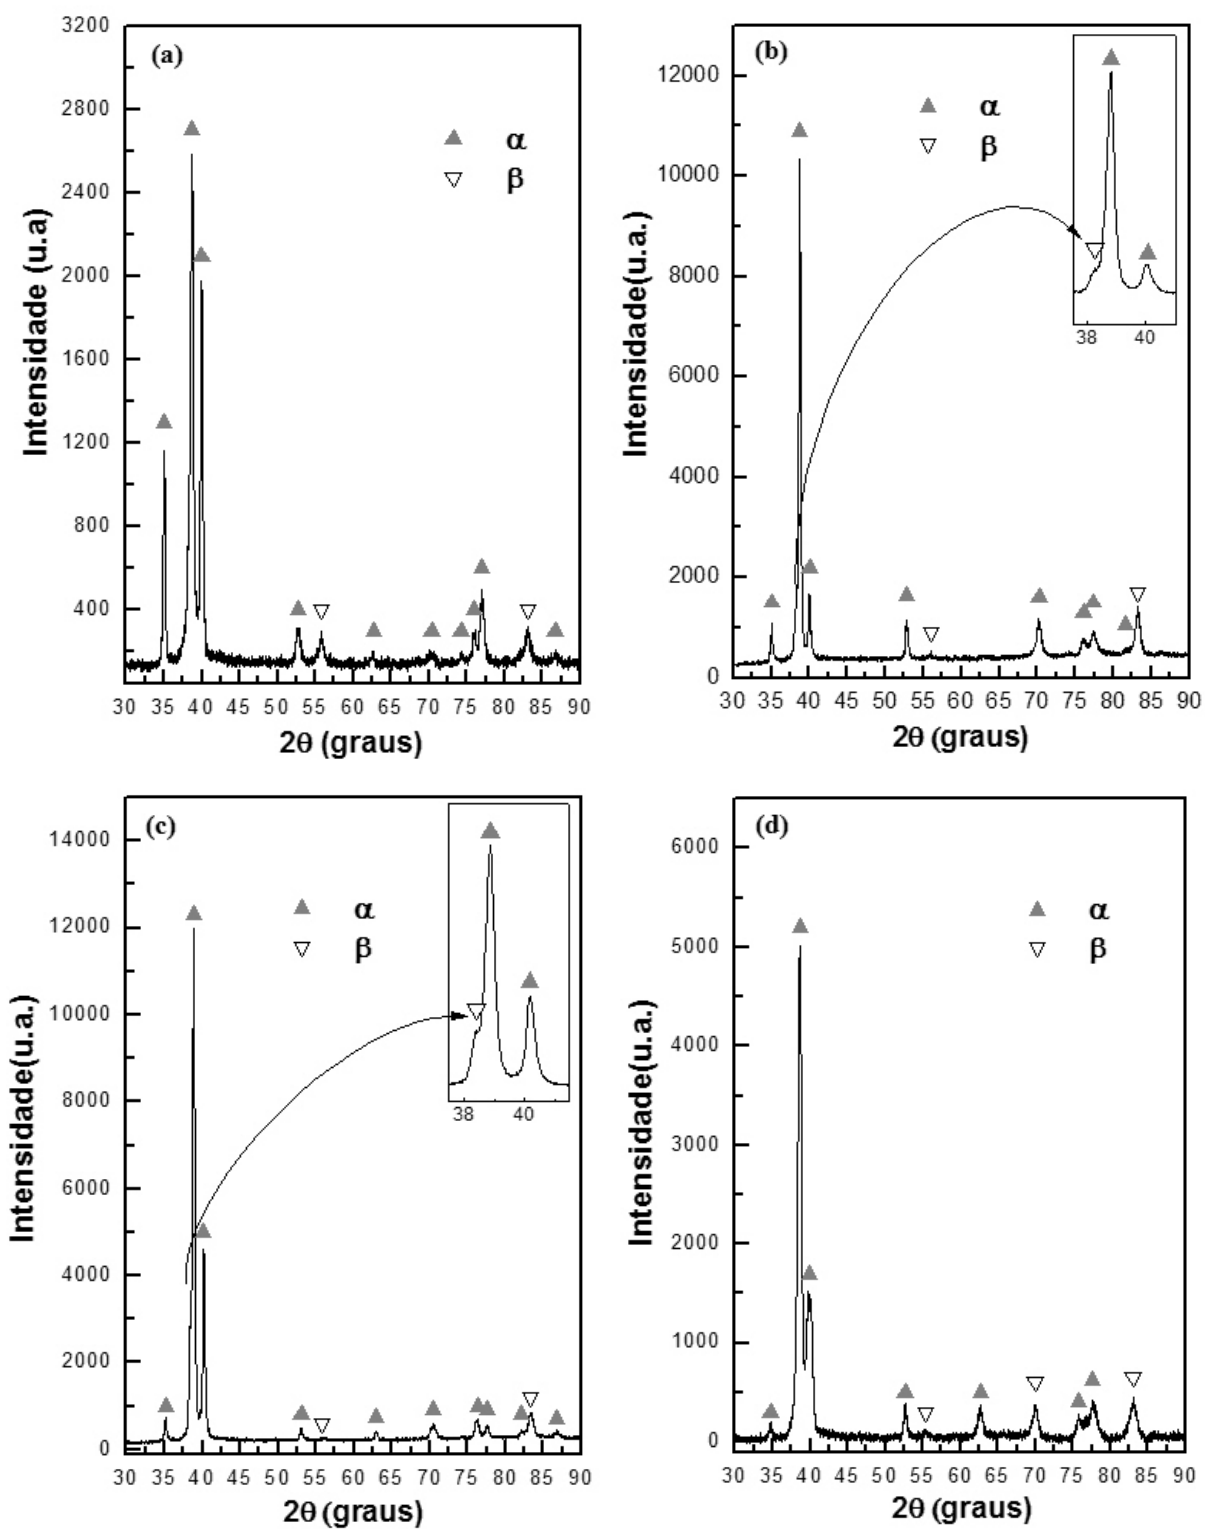 (a)
α
β
3200
2800
2400
2000
1600
1200
800
400
Intensidade (u.a)
30 35 40 45 50 55 60 65 70 75 80 85 90
2θ (graus)
(b)
α
β
38 40
12000
10000
8000
6000
4000
2000
0
Intensidade(u.a.)
30 35 40 45 50 55 60 65 70 75 80 85 90
2θ (graus)
(c)
α
β
38 40
14000
12000
10000
8000
6000
4000
2000
0
Intensidade(u.a.)
30 35 40 45 50 55 60 65 70 75 80 85 90
2θ (graus)
(d)
α
β
6000
5000
4000
3000
2000
1000
0
Intensidade(u.a.)
30 35 40 45 50 55 60 65 70 75 80 85 90
2θ (graus)